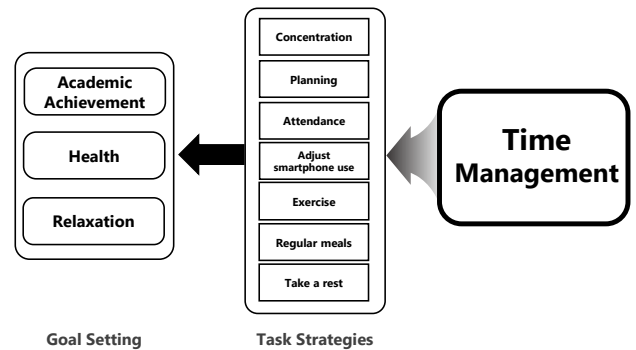 Academic
Achievement
Health
Relaxation
Goal Setting
Concentration
Planning
Attendance
Adjust
smartphone use
Exercise
Regular meals
Take a rest
Task Strategies
Time
Management